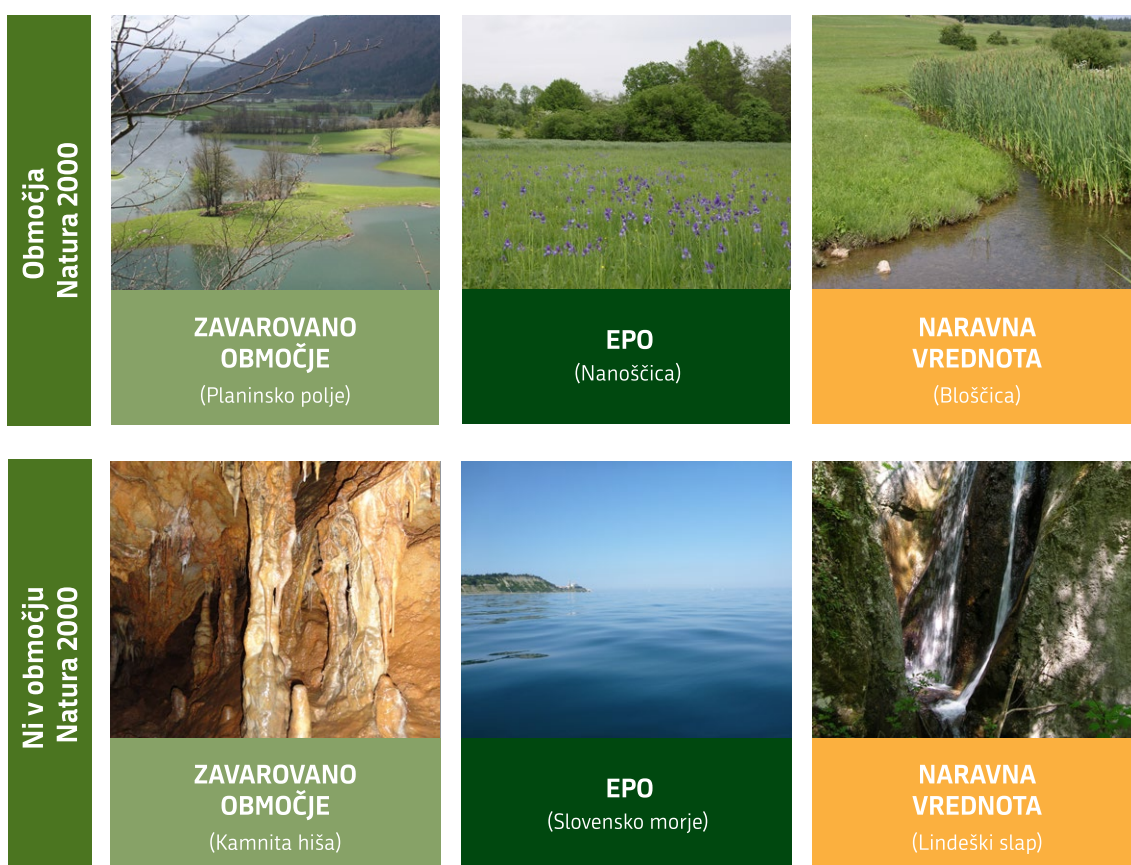 Območja
Natura 2000
ZAVAROVANO
OBMOČJE
(Planinsko polje)
EPO
(Nanoščica)
NARAVNA
VREDNOTA
(Bloščica)
Ni v območju
Natura 2000
ZAVAROVANO
OBMOČJE
(Kamnita hiša)
EPO
(Slovensko morje)
NARAVNA
VREDNOTA
(Lindeški slap)